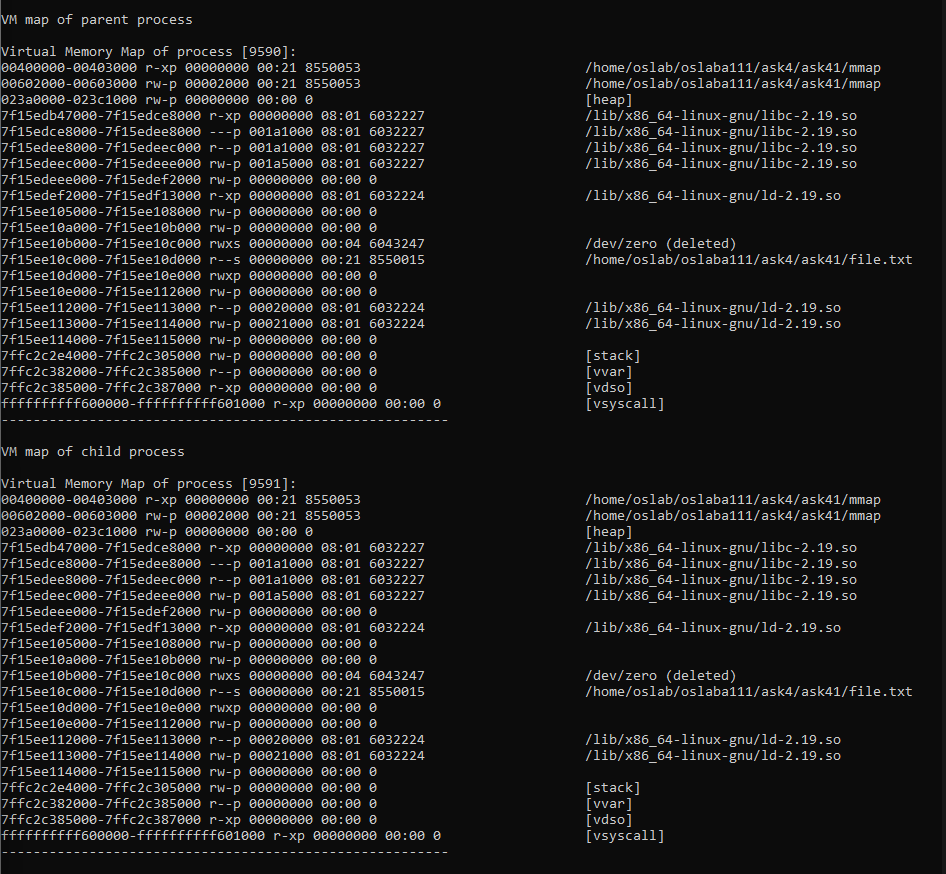 VM map of parent process
Virtual Memory Map of process [9590]:
00400000-00403000 r-xp 00000000 00:21 8550053 /home/oslab/oslaba111/ask4/ask41/mmap
00602000-00603000 rw-p 00002000 00:21 8550053 /home/oslab/oslaba111/ask4/ask41/mmap
023a0000-023c1000 rw-p 00000000 00:00 0 [heap]
7f15edb47000-7f15edce8000 r-xp 00000000 08:01 6032227 /lib/x86_64-linux-gnu/libc-2.19.so
7f15edce8000-7f15edee8000 ---p 001a1000 08:01 6032227 /lib/x86_64-linux-gnu/libc-2.19.so
7f15edee8000-7f15edeec000 r--p 001a1000 08:01 6032227 /lib/x86_64-linux-gnu/libc-2.19.so
7f15edeec000-7f15edeee000 rw-p 001a5000 08:01 6032227 /lib/x86_64-linux-gnu/libc-2.19.so
7f15edeee000-7f15edef2000 rw-p 00000000 00:00 0
7f15edef2000-7f15edf13000 r-xp 00000000 08:01 6032224 /lib/x86_64-linux-gnu/ld-2.19.so
7f15ee105000-7f15ee108000 rw-p 00000000 00:00 0
7f15ee10a000-7f15ee10b000 rw-p 00000000 00:00 0
7f15ee10b000-7f15ee10c000 rwxs 00000000 00:04 6043247 /dev/zero (deleted)
7f15ee10c000-7f15ee10d000 r--s 00000000 00:21 8550015 /home/oslab/oslaba111/ask4/ask41/file.txt
7f15ee10d000-7f15ee10e000 rwxp 00000000 00:00 0
7f15ee10e000-7f15ee112000 rw-p 00000000 00:00 0
7f15ee112000-7f15ee113000 r--p 00020000 08:01 6032224 /lib/x86_64-linux-gnu/ld-2.19.so
7f15ee113000-7f15ee114000 rw-p 00021000 08:01 6032224 /lib/x86_64-linux-gnu/ld-2.19.so
7f15ee114000-7f15ee115000 rw-p 00000000 00:00 0
7ffc2c2e4000-7ffc2c305000 rw-p 00000000 00:00 0 [stack]
7ffc2c382000-7ffc2c385000 r--p 00000000 00:00 0 [vvar]
7ffc2c385000-7ffc2c387000 r-xp 00000000 00:00 0 [vdso]
ffffffffff600000-ffffffffff601000 r-xp 00000000 00:00 0 [vsyscall]
--------------------------------------------------------
VM map of child process
Virtual Memory Map of process [9591]:
00400000-00403000 r-xp 00000000 00:21 8550053 /home/oslab/oslaba111/ask4/ask41/mmap
00602000-00603000 rw-p 00002000 00:21 8550053 /home/oslab/oslaba111/ask4/ask41/mmap
023a0000-023c1000 rw-p 00000000 00:00 0 [heap]
7f15edb47000-7f15edce8000 r-xp 00000000 08:01 6032227 /lib/x86_64-linux-gnu/libc-2.19.so
7f15edce8000-7f15edee8000 ---p 001a1000 08:01 6032227 /lib/x86_64-linux-gnu/libc-2.19.so
7f15edee8000-7f15edeec000 r--p 001a1000 08:01 6032227 /lib/x86_64-linux-gnu/libc-2.19.so
7f15edeec000-7f15edeee000 rw-p 001a5000 08:01 6032227 /lib/x86_64-linux-gnu/libc-2.19.so
7f15edeee000-7f15edef2000 rw-p 00000000 00:00 0
7f15edef2000-7f15edf13000 r-xp 00000000 08:01 6032224 /lib/x86_64-linux-gnu/ld-2.19.so
7f15ee105000-7f15ee108000 rw-p 00000000 00:00 0
7f15ee10a000-7f15ee10b000 rw-p 00000000 00:00 0
7f15ee10b000-7f15ee10c000 rwxs 00000000 00:04 6043247 /dev/zero (deleted)
7f15ee10c000-7f15ee10d000 r--s 00000000 00:21 8550015 /home/oslab/oslaba111/ask4/ask41/file.txt
7f15ee10d000-7f15ee10e000 rwxp 00000000 00:00 0
7f15ee10e000-7f15ee112000 rw-p 00000000 00:00 0
7f15ee112000-7f15ee113000 r--p 00020000 08:01 6032224 /lib/x86_64-linux-gnu/ld-2.19.so
7f15ee113000-7f15ee114000 rw-p 00021000 08:01 6032224 /lib/x86_64-linux-gnu/ld-2.19.so
7f15ee114000-7f15ee115000 rw-p 00000000 00:00 0
7ffc2c2e4000-7ffc2c305000 rw-p 00000000 00:00 0 [stack]
7ffc2c382000-7ffc2c385000 r--p 00000000 00:00 0 [vvar]
7ffc2c385000-7ffc2c387000 r-xp 00000000 00:00 0 [vdso]
ffffffffff600000-ffffffffff601000 r-xp 00000000 00:00 0 [vsyscall]
--------------------------------------------------------